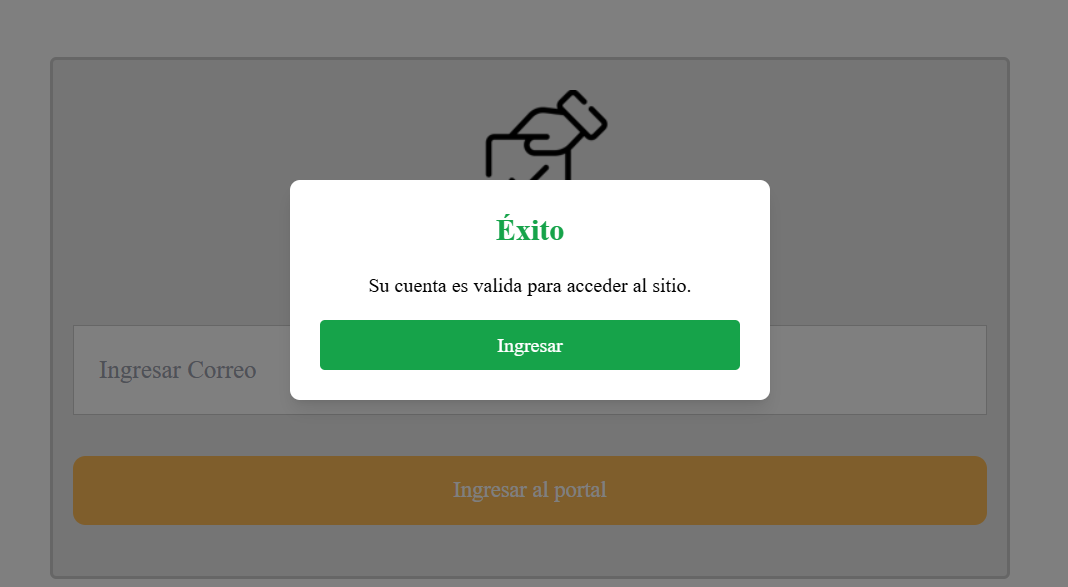 Éxito
Su cuenta es valida para acceder al sitio.
Ingresar
Ingresar Correo
Ingresar al portal